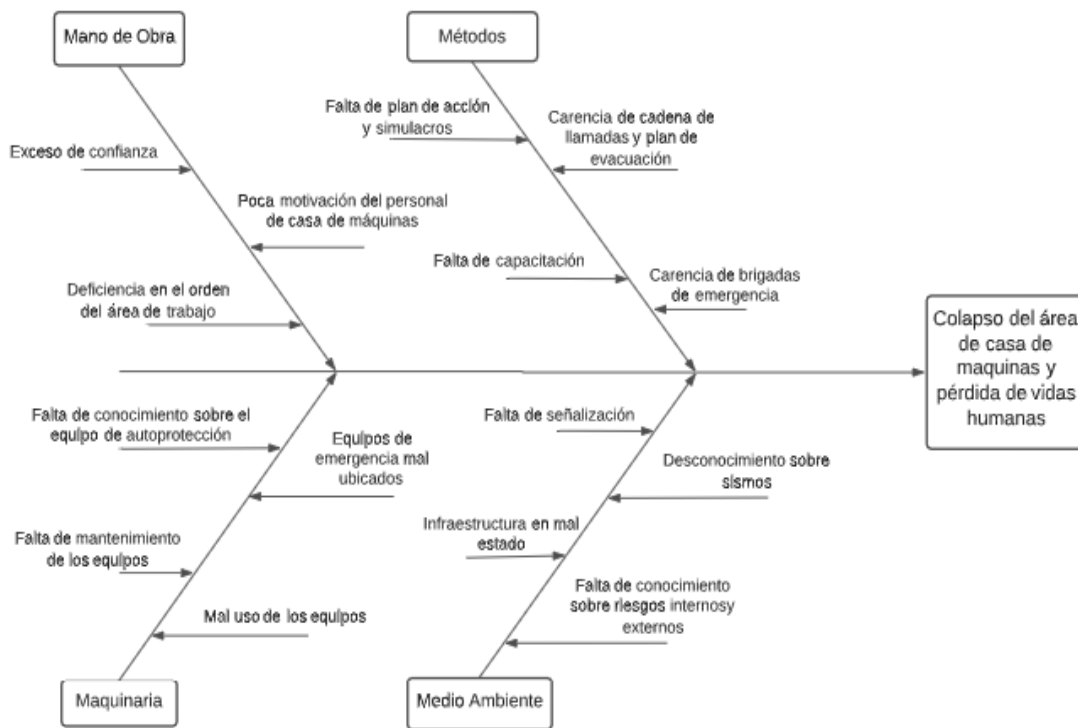 Mano de Obra
Métodos
Falta de plan de acción
y simulacros
Carencia de cadena de
llamadas y plan de
evacuación
Exceso de confianza
Poca motivación del personal
de casa de máquinas
Falta de capacitación
Carencia de brigadas
de emergencia
Deficiencia en el orden
del área de trabajo
Colapso del área
de casa de
maquinas y
pérdida de vidas
humanas
Falta de conocimiento sobre el
equipo de autoprotección
Equipos de
emergencia mal
ubicados
Falta de señalización
Desconocimiento sobre
sismos
Falta de mantenimiento
de los equipos
Infraestructura en mal
estado
Mal uso de los equipos
Falta de conocimiento
sobre riesgos internosy
externos
Maquinaria
Medio Ambiente